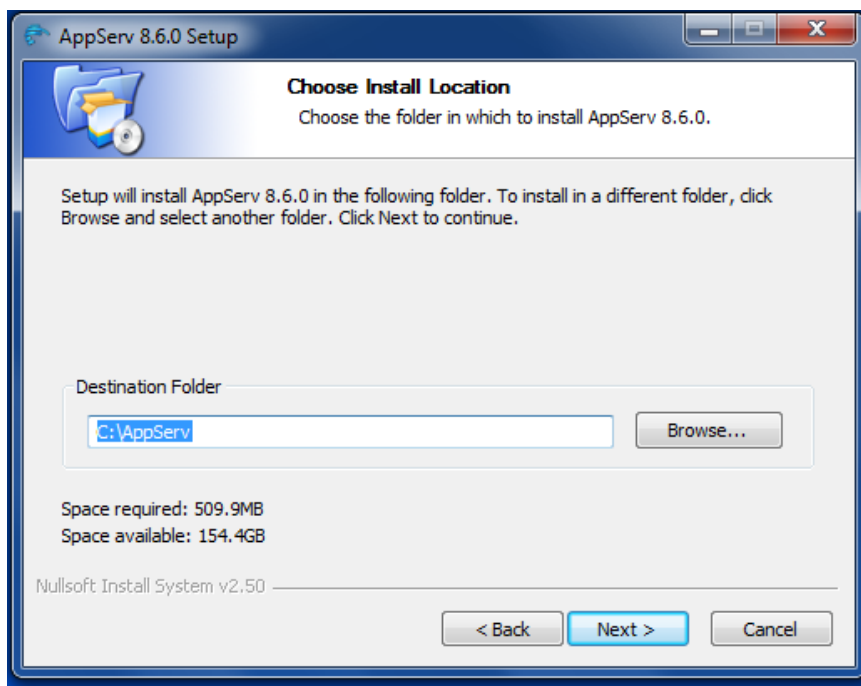 AppServ 8.6.0 Setup
Choose Install Location
Choose the folder in which to install AppServ 8.6.0.
Setup will install AppServ 8.6.0 in the following folder. To install in a different folder, click
Browse and select another folder. Click Next to continue.
Destination Folder
C:\AppServ
Browse...
Space required: 509.9MB
Space available: 154.4GB
Nullsoft Install System v2.50
< Back
Next >
Cancel